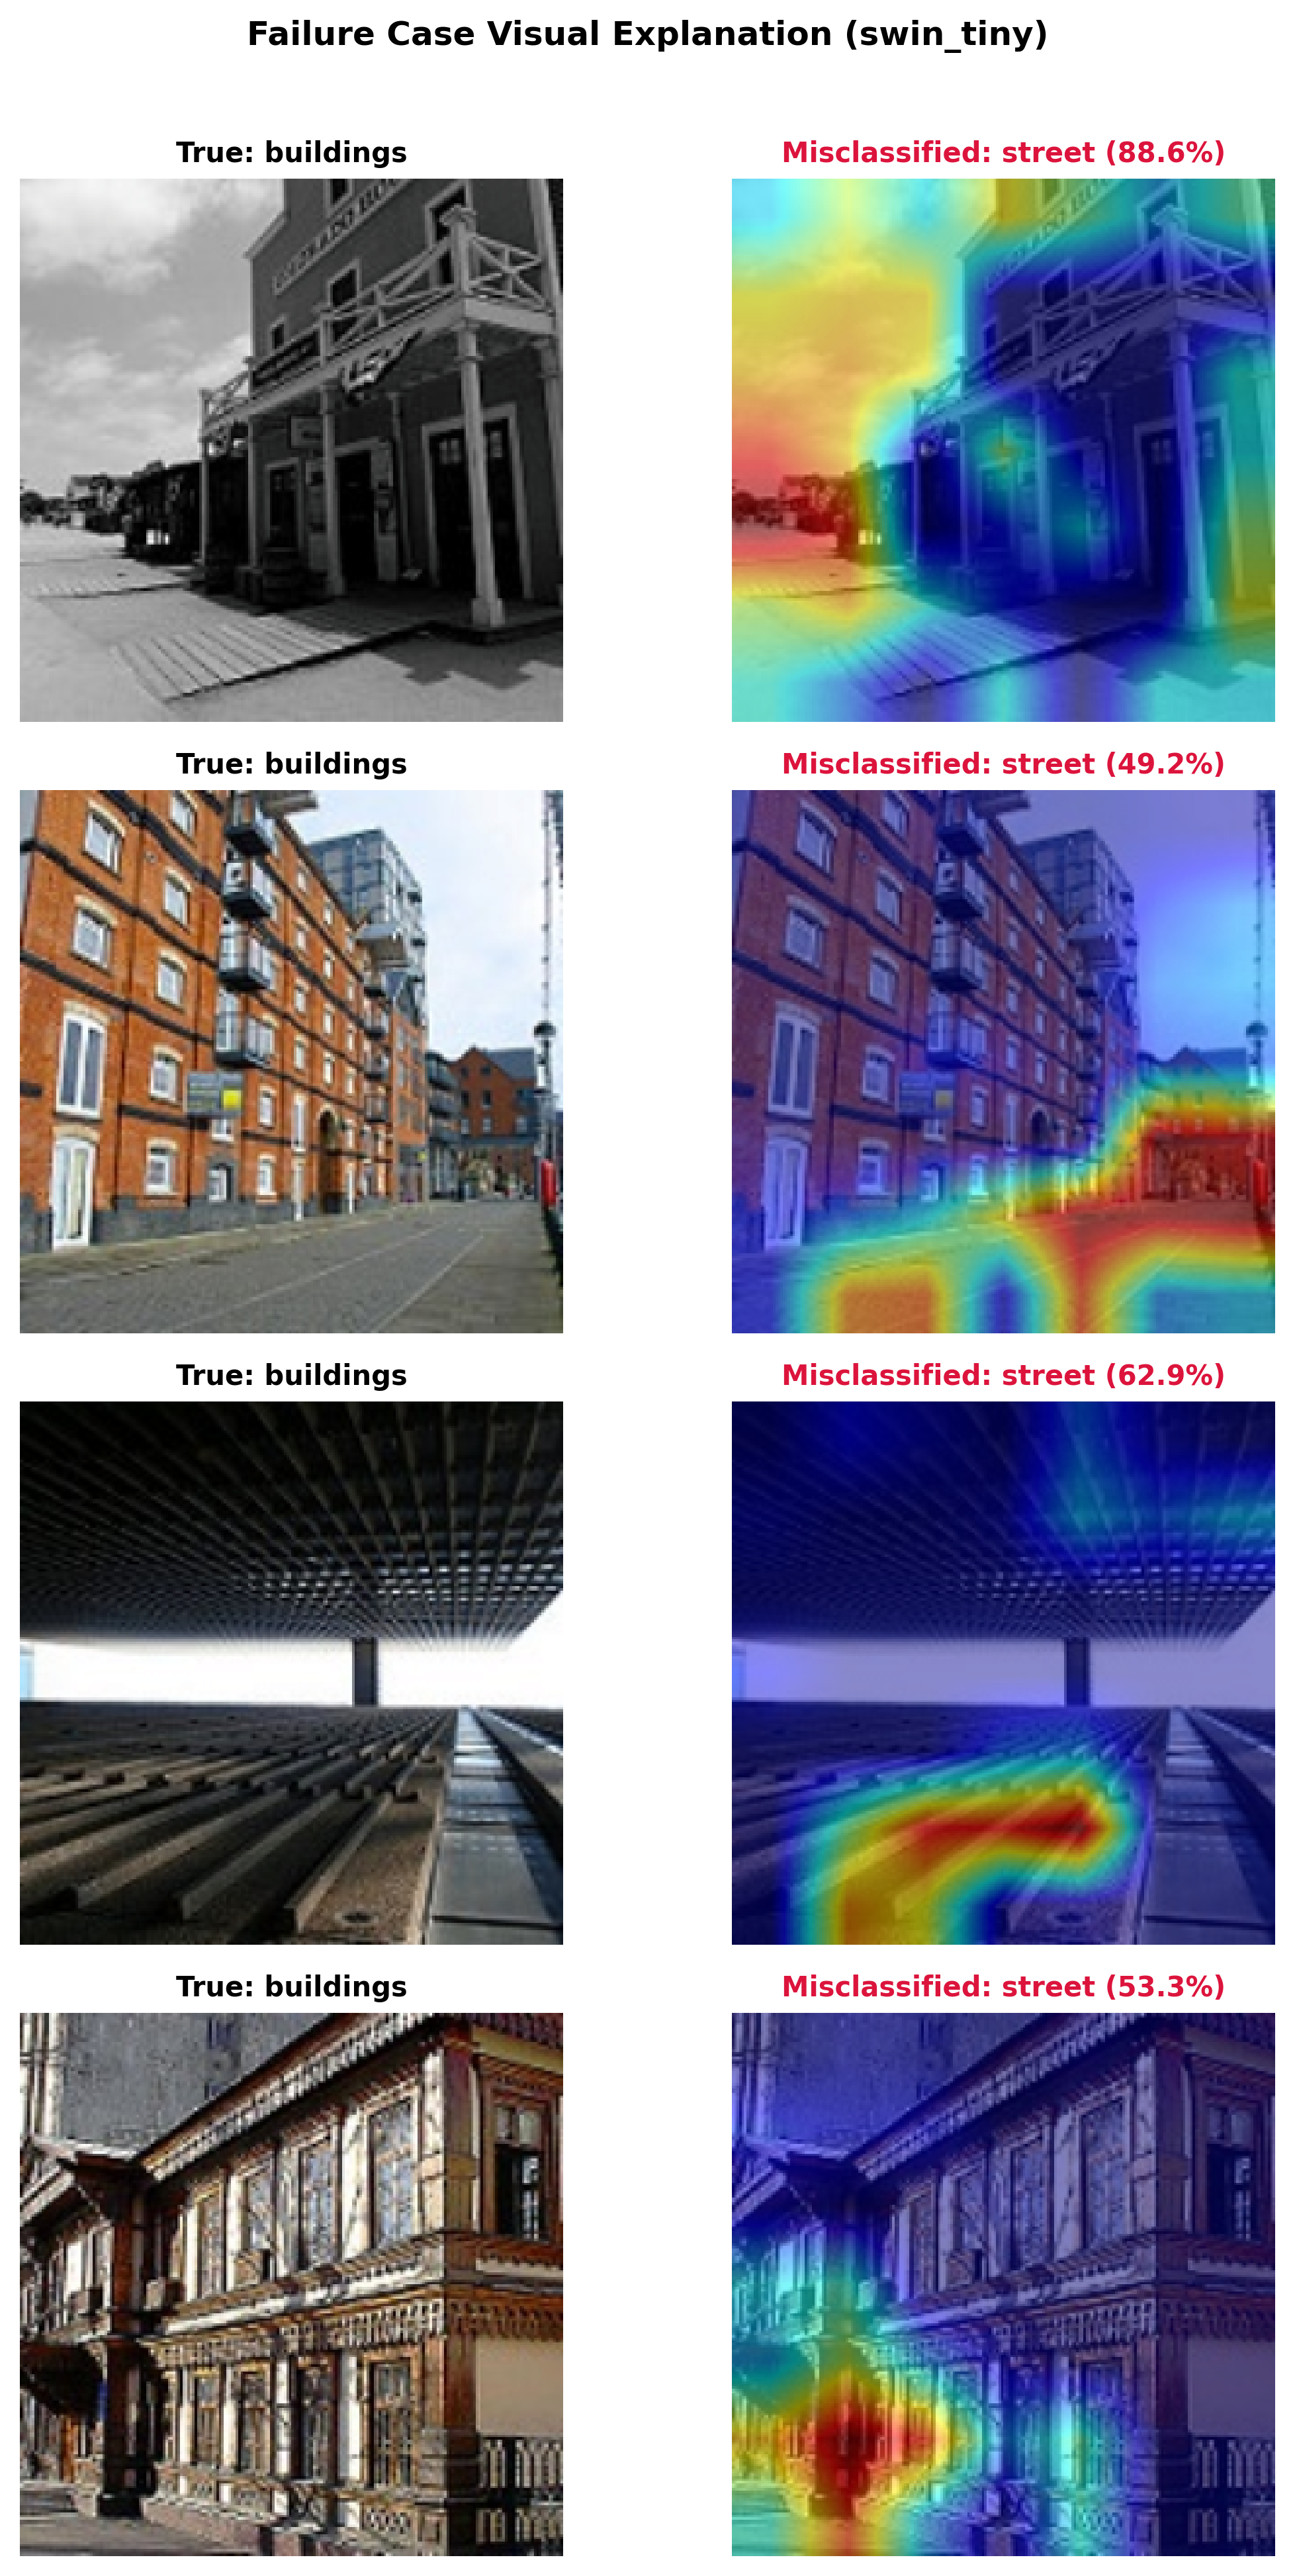 Failure Case Visual Explanation (swin_tiny)
True: buildings
Misclassified: street (88.6%)
True: buildings
Misclassified: street (49.2%)
True: buildings
Misclassified: street (62.9%)
True: buildings
Misclassified: street (53.3%)